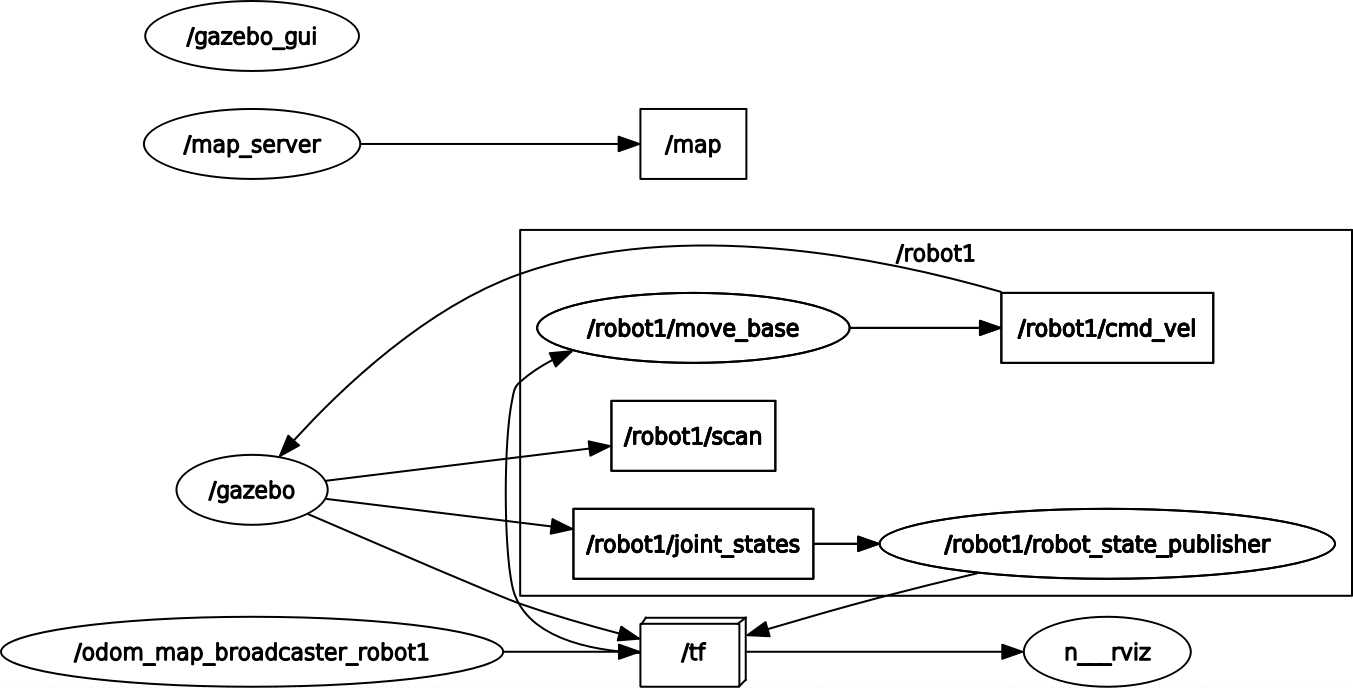 /gazebo_gui
/map_server
/map
/robot1
/robot1/move_base
/robot1/cmd_vel
/robot1/scan
/gazebo
/robot1/joint_states
/robot1/robot_state_publisher
/odom_map_broadcaster_robot1
/tf
n___rviz